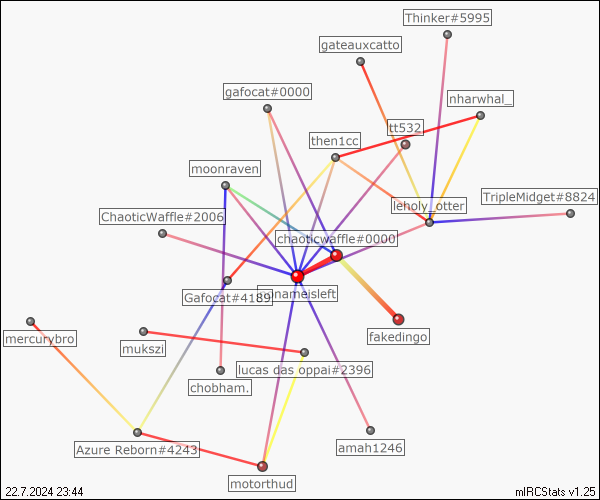 Thinker#5995
gateauxcatto
gafocat#0000
nharwhal_
tt532
then1cc
moonraven
TripleMidget#8824
leholy_otter
ChaoticWaffle#2006
chaoticwaffle#0000
Gafocat#4189
nameisleft
fakedingo
mercurybro
mukszi
lucas das oppai#2396
chobham.
Azure Reborn#4243
amah1246
motorthud
22.7.2024 23:44
mIRCStats v1.25